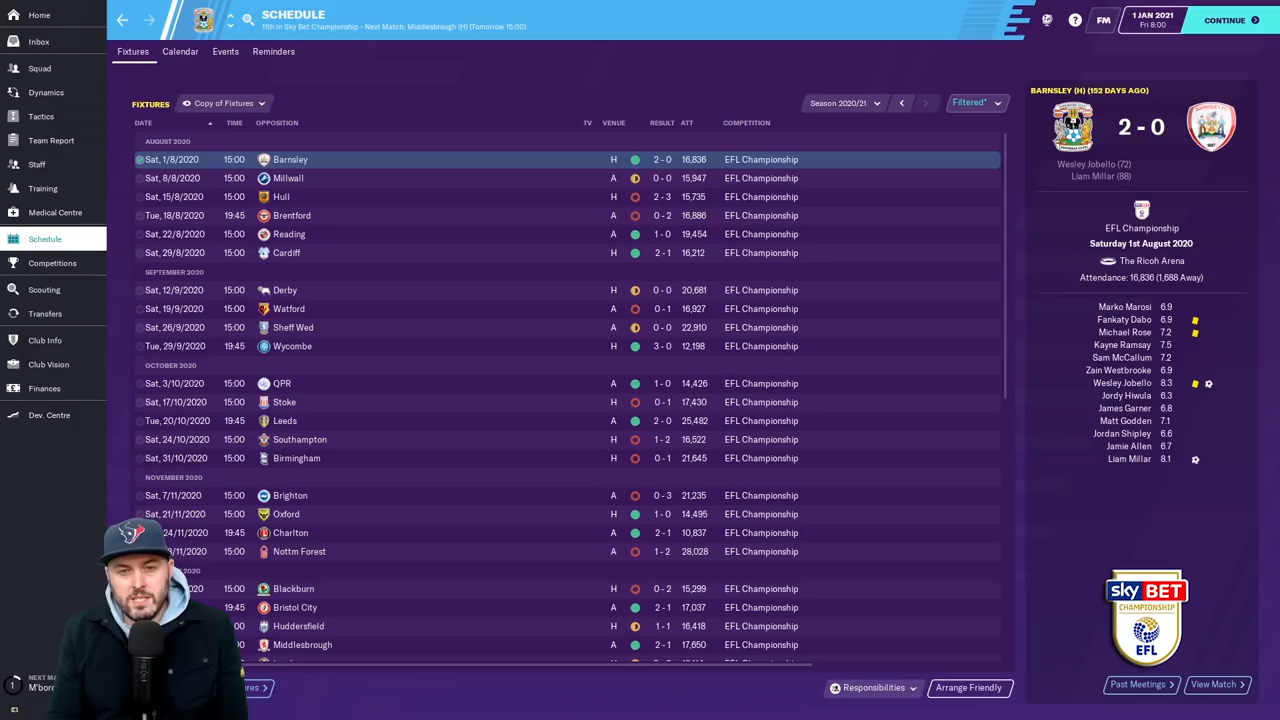 Home
Inbox
Squad
Dynamics
Tactics
Team Report
Staff
Training
Medical Centre
Schedule
Competitions
Scouting
Transfers
Club Info
Club Vision
Finances
Dev. Centre
1
NEXT MA
M'boro
SCHEDULE
11th in Sky Bet Championship - Next Match: Middlesbrough (H) (Tomorrow 15:00)
?
FM
1 JAN 2021
Fri 8:00
CONTINUE
Fixtures Calendar Events Reminders
FIXTURES Copy of Fixtures
Season 2020/21
Filtered*
DATE TIME OPPOSITION TV VENUE RESULT ATT COMPETITION
AUGUST 2020
Sat, 1/8/2020 15:00 Barnsley H 2 - 0 16,836 EFL Championship
Sat, 8/8/2020 15:00 Millwall A 0 - 0 15,947 EFL Championship
Sat, 15/8/2020 15:00 Hull H 2 - 3 15,735 EFL Championship
Tue, 18/8/2020 19:45 Brentford A 0 - 2 16,886 EFL Championship
Sat, 22/8/2020 15:00 Reading A 1 - 0 19,454 EFL Championship
Sat, 29/8/2020 15:00 Cardiff H 2 - 1 16,212 EFL Championship
SEPTEMBER 2020
Sat, 12/9/2020 15:00 Derby H 0 - 0 20,681 EFL Championship
Sat, 19/9/2020 15:00 Watford A 0 - 1 16,927 EFL Championship
Sat, 26/9/2020 15:00 Sheff Wed A 0 - 0 22,910 EFL Championship
Tue, 29/9/2020 19:45 Wycombe H 3 - 0 12,198 EFL Championship
OCTOBER 2020
Sat, 3/10/2020 15:00 QPR A 1 - 0 14,426 EFL Championship
Sat, 17/10/2020 15:00 Stoke H 0 - 1 17,430 EFL Championship
Tue, 20/10/2020 19:45 Leeds A 2 - 0 25,482 EFL Championship
Sat, 24/10/2020 15:00 Southampton H 1 - 2 16,522 EFL Championship
Sat, 31/10/2020 15:00 Birmingham H 0 - 1 21,645 EFL Championship
NOVEMBER 2020
Sat, 7/11/2020 15:00 Brighton A 0 - 3 21,235 EFL Championship
Sat, 21/11/2020 15:00 Oxford H 1 - 0 14,495 EFL Championship
24/11/2020 19:45 Charlton A 2 - 1 10,837 EFL Championship
/11/2020 15:00 Nottm Forest A 1 - 2 28,028 EFL Championship
2020
/2020 15:00 Blackburn H 0 - 2 15,299 EFL Championship
19:45 Bristol City A 2 - 1 17,037 EFL Championship
:00 Huddersfield H 1 - 1 16,418 EFL Championship
Middlesbrough A 2 - 1 17,650 EFL Championship
ures
Responsibilities
Arrange Friendly
BARNSLEY (H) (152 DAYS AGO)
2 - 0
Wesley Jobello (72)
Liam Millar (88)
EFL Championship
Saturday 1st August 2020
The Ricoh Arena
Attendance: 16,836 (1,688 Away)
Marko Marosi 6.9
Fankaty Dabo 6.9
Michael Rose 7.2
Kayne Ramsay 7.5
Sam McCallum 7.2
Zain Westbrooke 6.9
Wesley Jobello 8.3
Jordy Hiwula 6.3
James Garner 6.8
Matt Godden 7.1
Jordan Shipley 6.6
Jamie Allen 6.7
Liam Millar 8.1
sky BET
CHAMPIONSHIP
EFL
Past Meetings
View Match